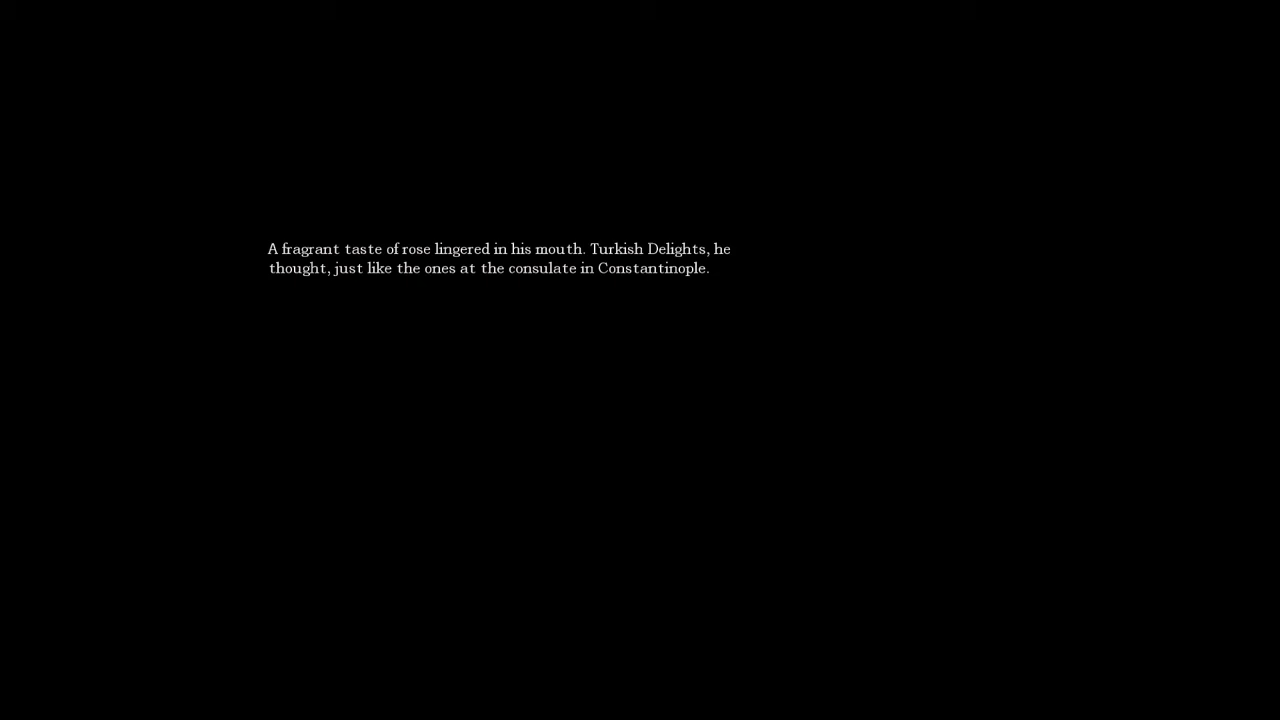 A fragrant taste of rose lingered in his mouth. Turkish Delights, he
thought, just like the ones at the consulate in Constantinople.